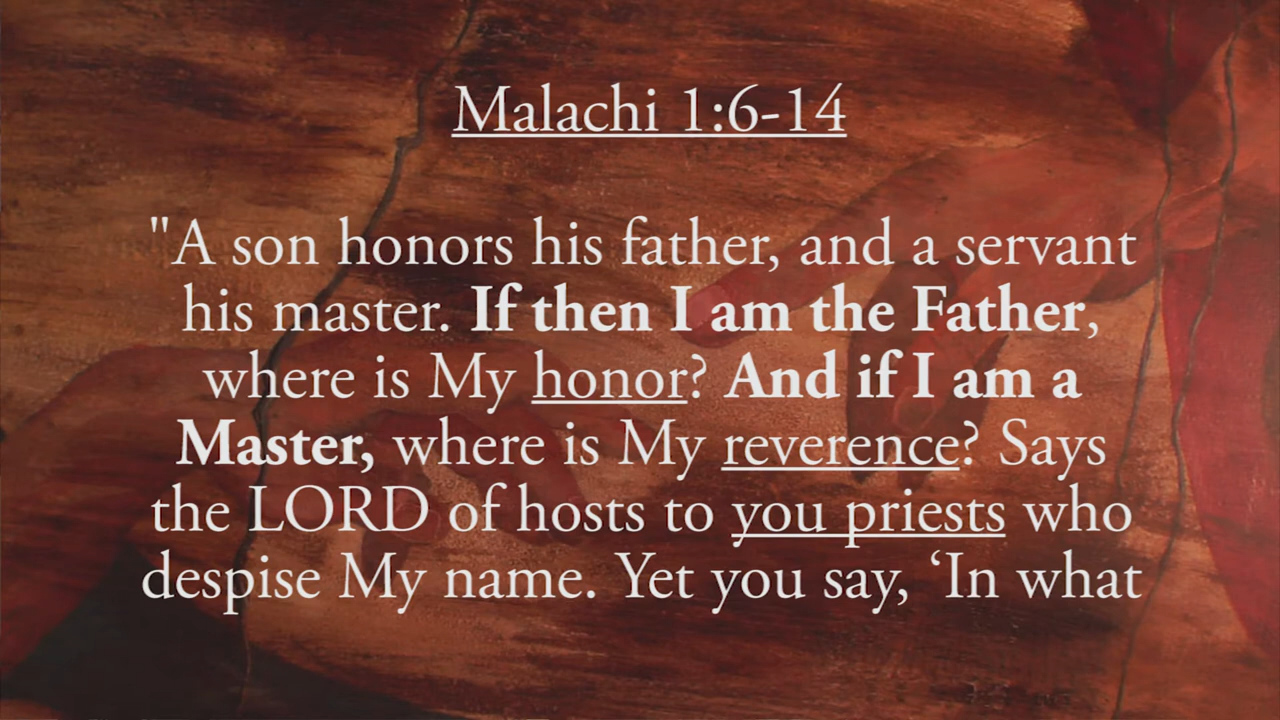 Malachi 1:6-14
"A son honors his father, and a servant
his master. If then I am the Father,
where is My honor? And if I am a
Master, where is My reverence? Says
the LORD of hosts to you priests who
despise My name. Yet you say, ‘In what